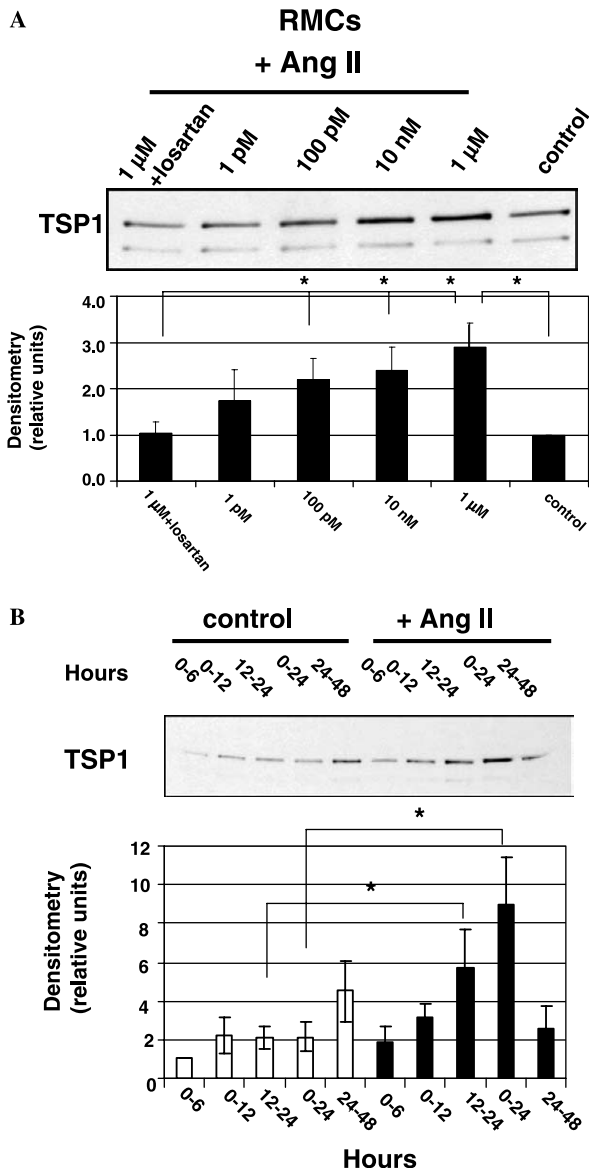 A
RMCs
+ Ang II
1 μM +losartan 1 pM 100 pM 10 nM 1 μM control
TSP1
* * * *
4.0
3.0
2.0
1.0
0.0
Densitometry
(relative units)
1 μM+losartan 1 pM 100 pM 10 nM 1 μM control
B
control + Ang II
Hours 0-6 0-12 12-24 0-24 24-48 0-6 0-12 12-24 0-24 24-48
TSP1
*
*
12
10
8
6
4
2
0
Densitometry
(relative units)
0-6 0-12 12-24 0-24 24-48 0-6 0-12 12-24 0-24 24-48
Hours